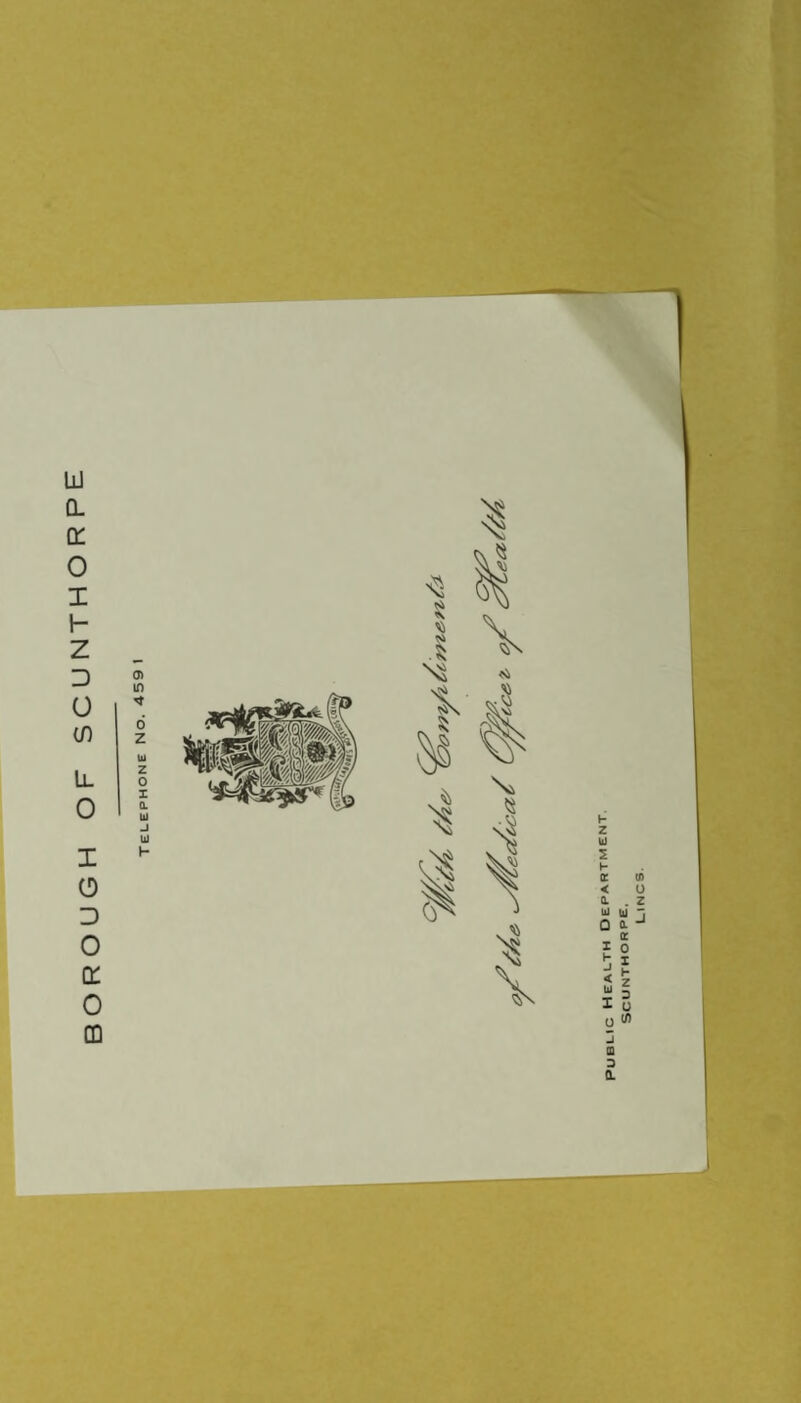 BOROUGH OF SCUNTHORPE
TELEPHONE NO. 4591
With the Compliments
of the Medical Officer of Health
PUBLIC HEALTH DEPARTMENT.
SCUNTHORPE,
LINCS.